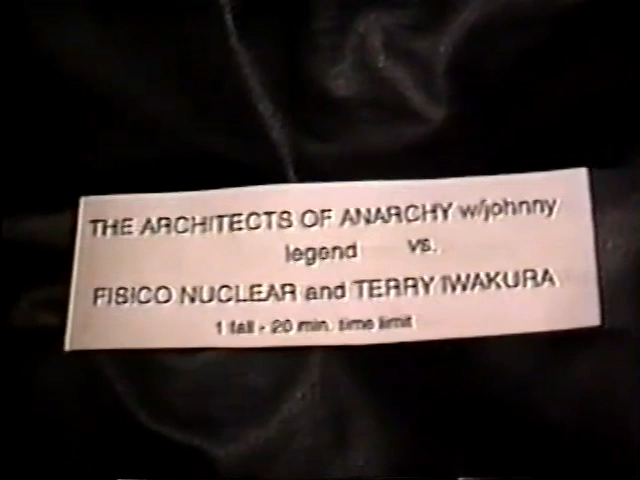 THE ARCHITECTS OF ANARCHY w/johnny
legend vs.
FISICO NUCLEAR and TERRY IWAKURA
1 fall - 20 min. time limit